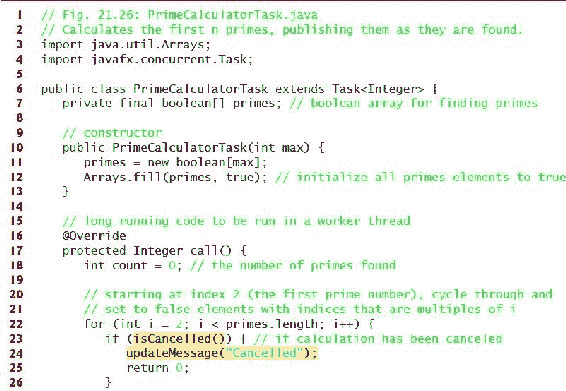 1 // Fig. 21.26: PrimeCalculatorTask.java
2 // Calculates the first n primes, publishing them as they are found.
3 import java.util.Arrays;
4 import javafx.concurrent.Task;
5
6 public class PrimeCalculatorTask extends Task<Integer> {
7 private final boolean[] primes; // boolean array for finding primes
8
9 // constructor
10 public PrimeCalculatorTask(int max) {
11 primes = new boolean[max];
12 Arrays.fill(primes, true); // initialize all primes elements to true
13 }
14
15 // long-running code to be run in a worker thread
16 @Override
17 protected Integer call() {
18 int count = 0; // the number of primes found
19
20 // starting at index 2 (the first prime number), cycle through and
21 // set to false elements with indices that are multiples of i
22 for (int i = 2; i < primes.length; i++) {
23 if (isCancelled()) { // if calculation has been canceled
24 updateMessage("Cancelled");
25 return 0;
26 }